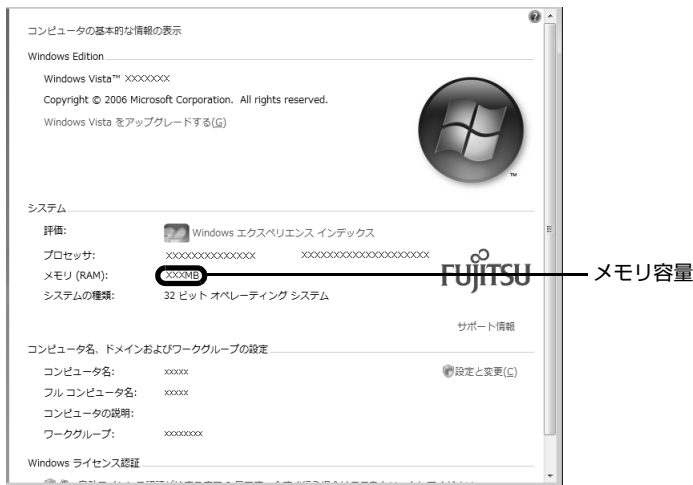 コンピュータの基本的な情報の表示
Windows Edition
Windows Vista™ XXXXXXX
Copyright © 2006 Microsoft Corporation. All rights reserved.
Windows Vista をアップグレードする(G)
TM
システム
評価: Windows エクスペリエンス インデックス
プロセッサ: XXXXXXXXXXXXXX XXXXXXXXXXXXXXXXXXXX
メモリ (RAM): XXXMB メモリ容量
システムの種類: 32 ビット オペレーティング システム
FUJITSU
サポート情報
コンピュータ名、ドメインおよびワークグループの設定
コンピュータ名: xxxxx 設定と変更(C)
フル コンピュータ名: xxxxx
コンピュータの説明:
ワークグループ: xxxxxxxx
Windows ライセンス認証